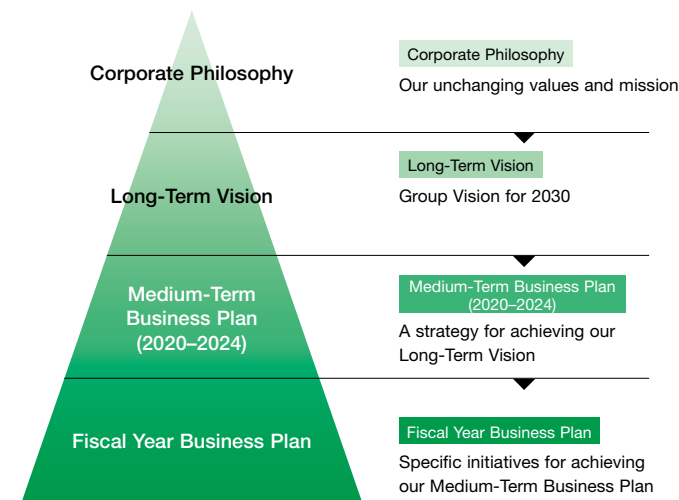 Corporate Philosophy
Corporate Philosophy
Our unchanging values and mission
Long-Term Vision
Long-Term Vision
Group Vision for 2030
Medium-Term
Business Plan
(2020–2024)
Medium-Term Business Plan
(2020–2024)
A strategy for achieving our
Long-Term Vision
Fiscal Year Business Plan
Fiscal Year Business Plan
Specific initiatives for achieving
our Medium-Term Business Plan